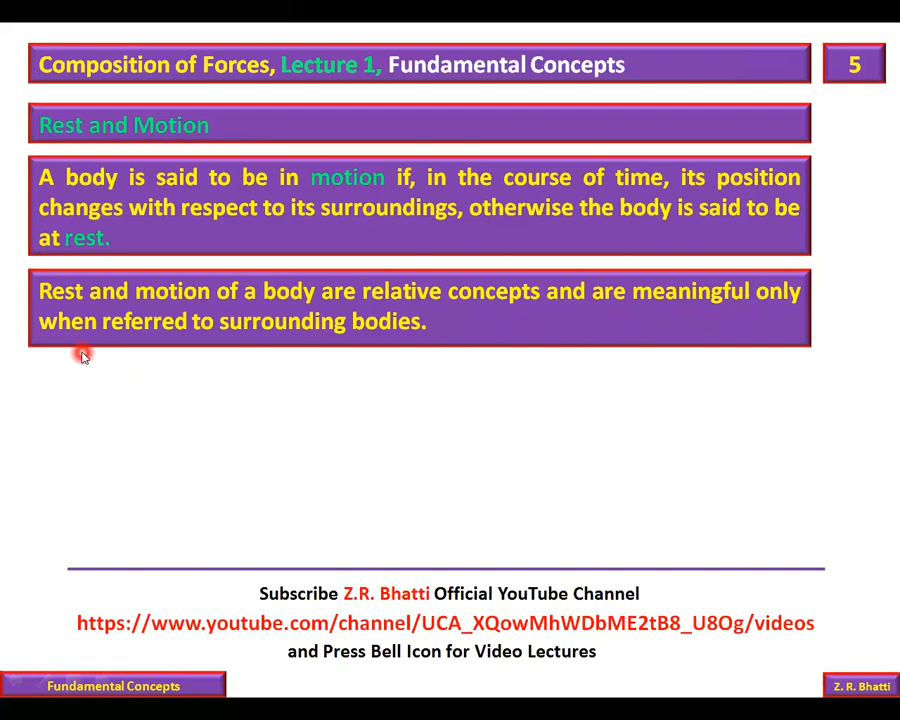 Composition of Forces, Lecture 1, Fundamental Concepts
5
Rest and Motion
A body is said to be in motion if, in the course of time, its position
changes with respect to its surroundings, otherwise the body is said to be
at rest.
Rest and motion of a body are relative concepts and are meaningful only
when referred to surrounding bodies.
Subscribe Z.R. Bhatti Official YouTube Channel
https://www.youtube.com/channel/UCA_XQowMhWDbME2tB8_U8Og/videos
and Press Bell Icon for Video Lectures
Fundamental Concepts
Z. R. Bhatti